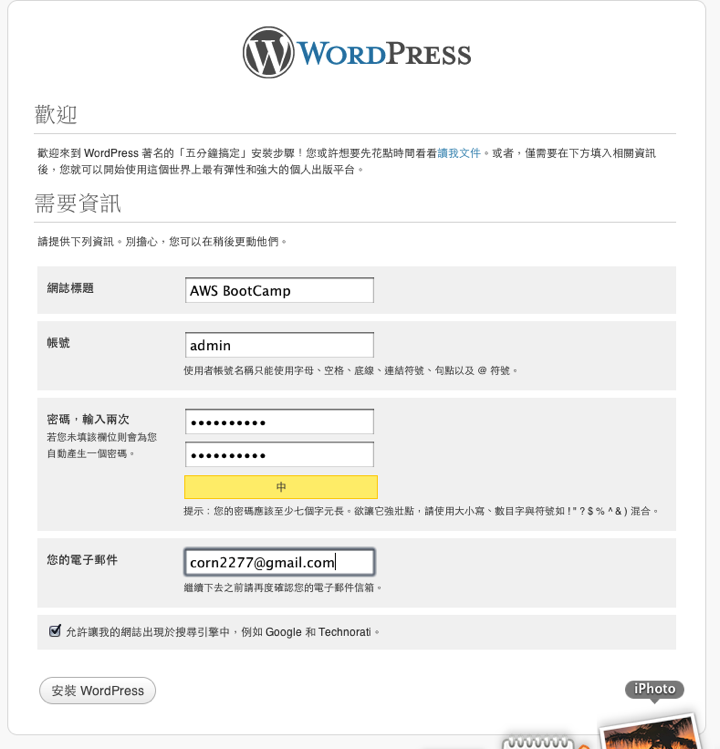 WORDPRESS
歡迎
歡迎來到 WordPress 著名的「五分鐘搞定」安裝步驟！您或許想要先花點時間看看讀我文件。或者，僅需要在下方填入相關資訊
後，您就可以開始使用這個世界上最有彈性和強大的個人出版平台。
需要資訊
請提供下列資訊。別擔心，您可以在稍後更動他們。
網誌標題
AWS BootCamp
帳號
admin
使用者帳號名稱只能使用字母、空格、底線、連結符號、句點以及 @ 符號。
密碼，輸入兩次
若您未填該欄位則會為您
自動產生一個密碼。
••••••••••
••••••••••
中
提示：您的密碼應該至少七個字元長。欲讓它強壯點，請使用大小寫、數目字與符號如 ! " ? $ % ^ & ) 混合。
您的電子郵件
corn2277@gmail.com
繼續下去之前請再度確認您的電子郵件信箱。
允許讓我的網誌出現於搜尋引擎中，例如 Google 和 Technorati。
安裝 WordPress
iPhoto